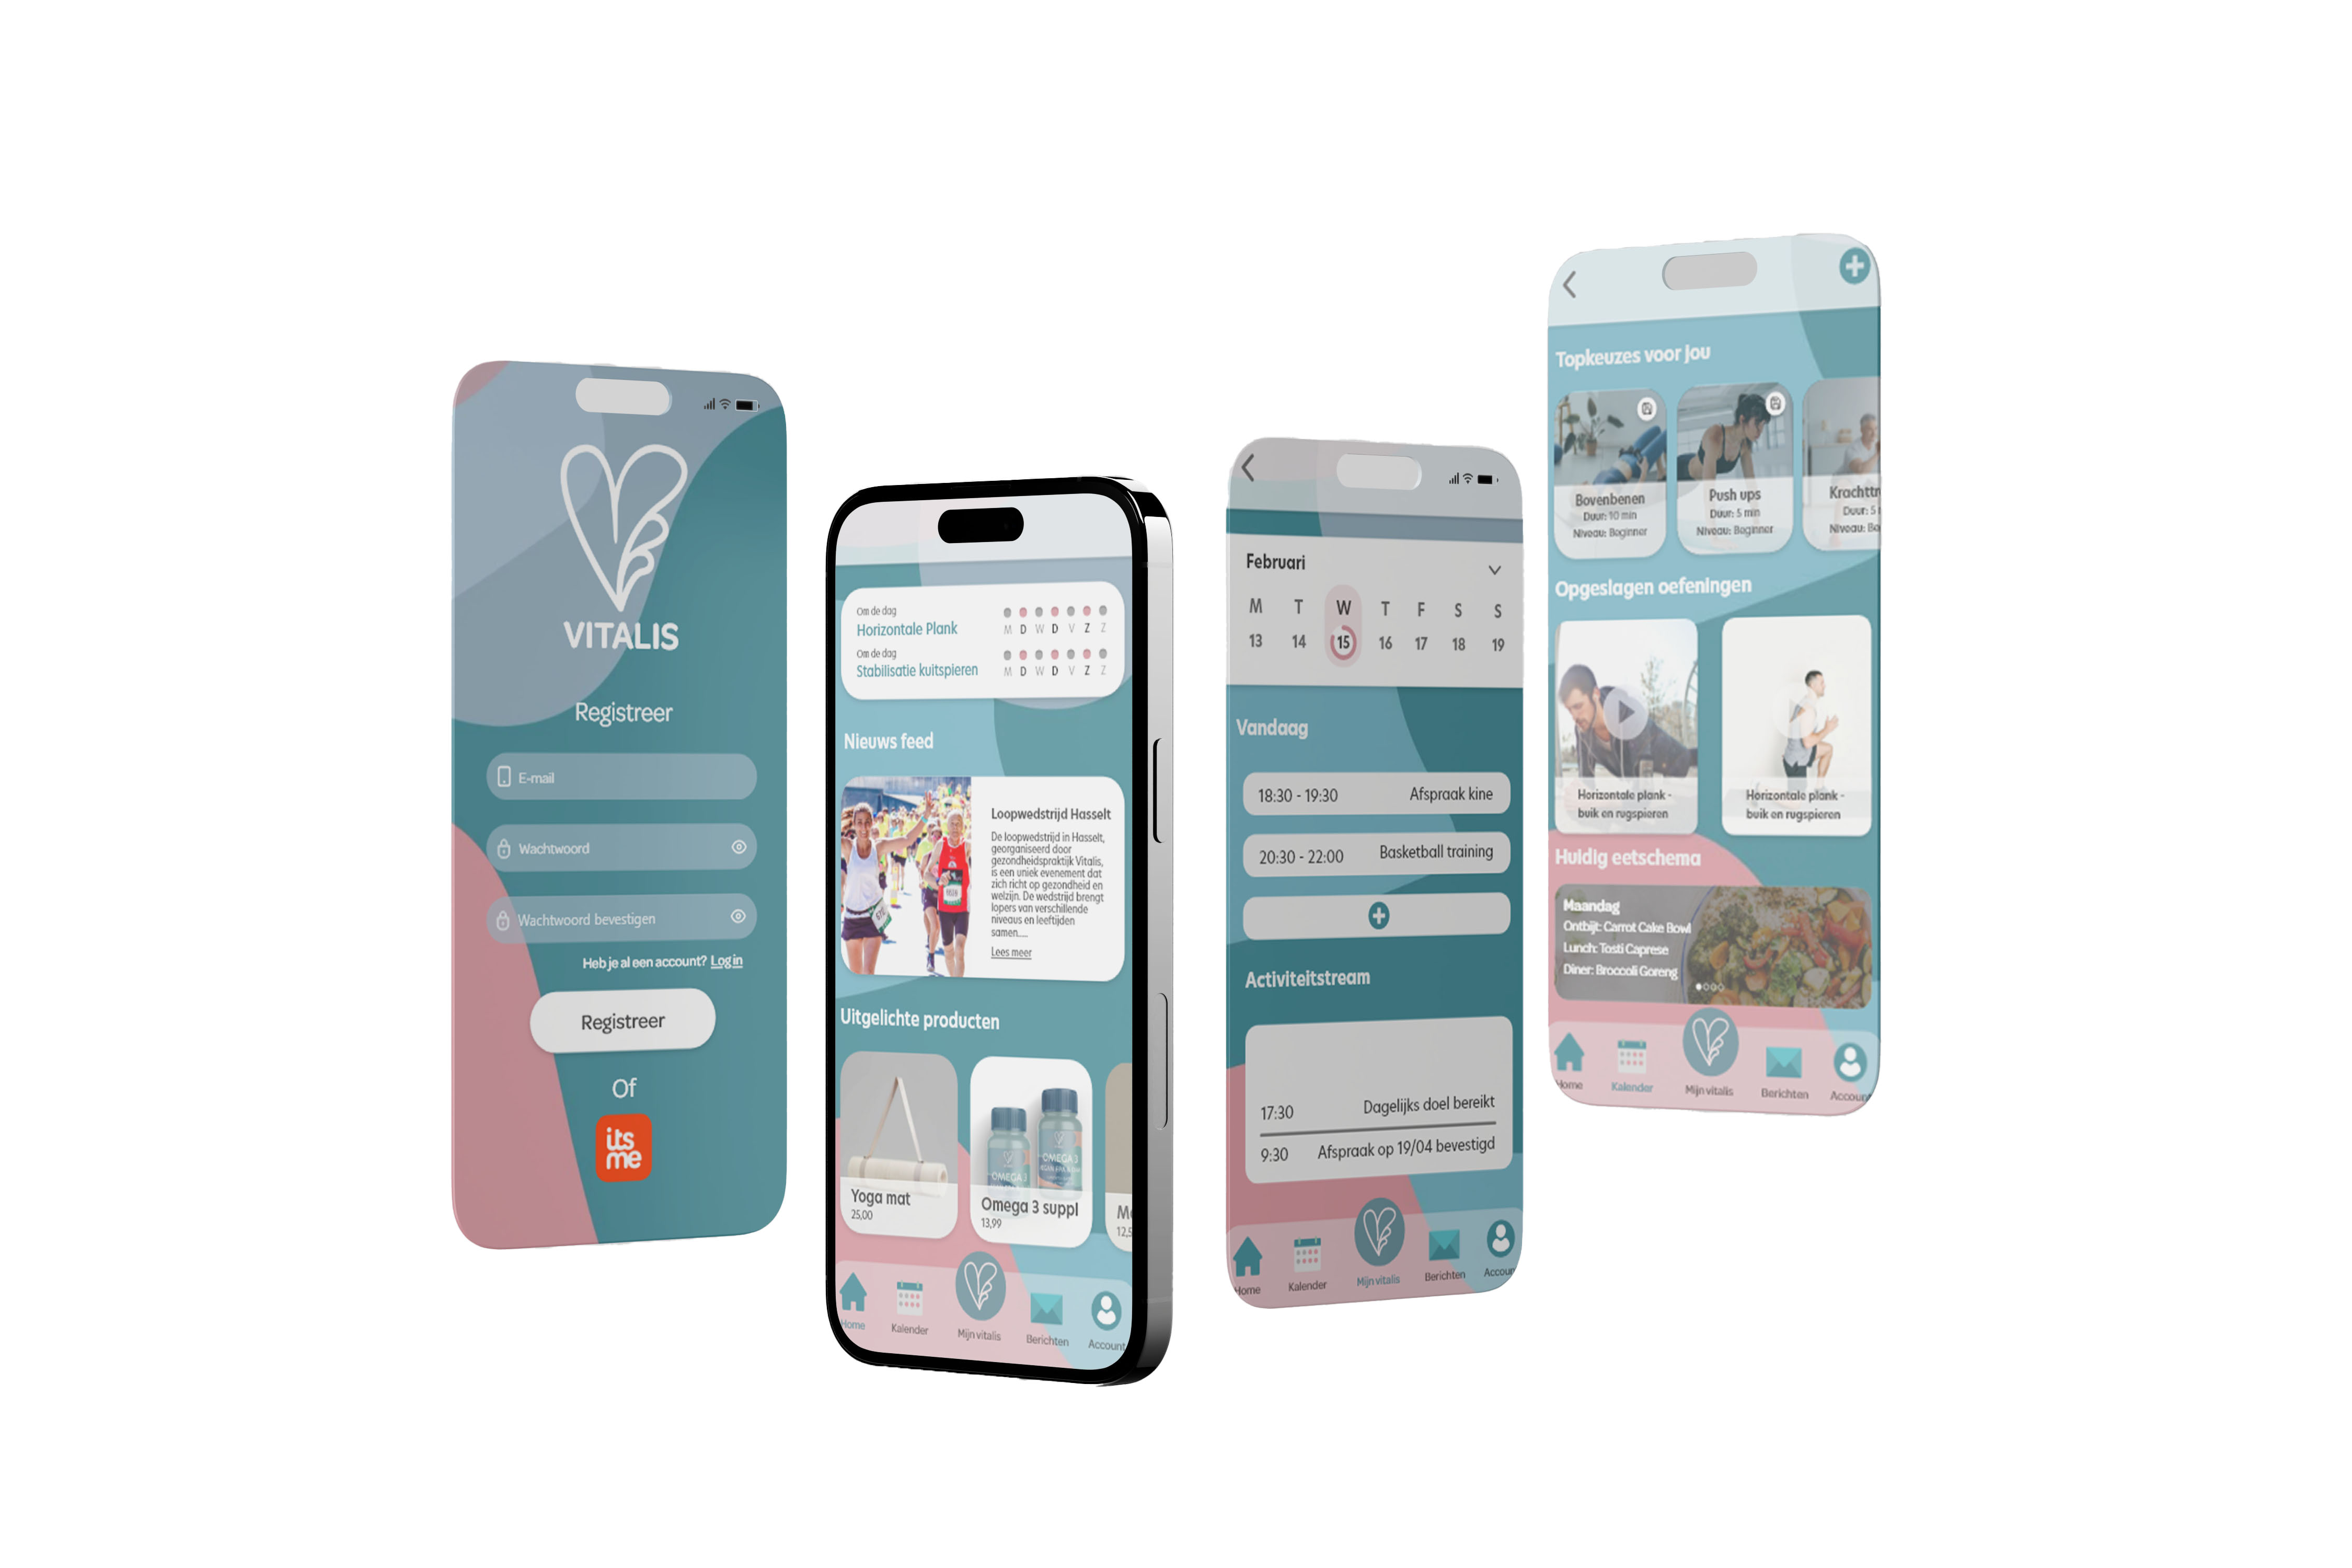 VITALIS
Registreer
E-mail
Wachtwoord
Wachtwoord bevestigen
Heb je al een account? Login
Registreer
Of
its
me
Om de dag
Horizontale Plank
M D W D V Z Z
Om de dag
Stabilisatie kuitspieren
M D W D V Z Z
Nieuws feed
Loopwedstrijd Hasselt
De loopwedstrijd in Hasselt,
georganiseerd door
gezondheidspraktijk Vitalis,
is een uniek evenement dat
zich richt op gezondheid en
welzijn. De wedstrijd brengt
lopers van verschillende
niveaus en leeftijden
samen....
Lees meer
Uitgelichte producten
OMEGA 3
OMEGA 3
Yoga mat
25,00
Omega 3 suppl
13,99
Home
Kalender
Mijn vitalis
Berichten
Account
Februari
M T W T F S S
13 14 15 16 17 18 19
Vandaag
18:30 - 19:30 Afspraak kine
20:30 - 22:00 Basketball training
Activiteitstream
17:30 Dagelijks doel bereikt
9:30 Afspraak op 19/04 bevestigd
Home
Kalender
Mijn vitalis
Berichten
Accoun
Topkeuzes voor jou
Bovenbenen
Duur: 10 min
Niveau: Beginner
Push ups
Duur: 5 min
Niveau: Beginner
Krachttr
Duur: 5
Niveau: Be
Opgeslagen oefeningen
Horizontale plank -
buik en rugspieren
Horizontale plank -
buik en rugspieren
Huidig eetschema
Maandag
Ontbijt: Carrot Cake Bowl
Lunch: Tosti Caprese
Diner: Broccoli Goreng
Home
Kalender
Mijn vitalis
Berichten
Accoun